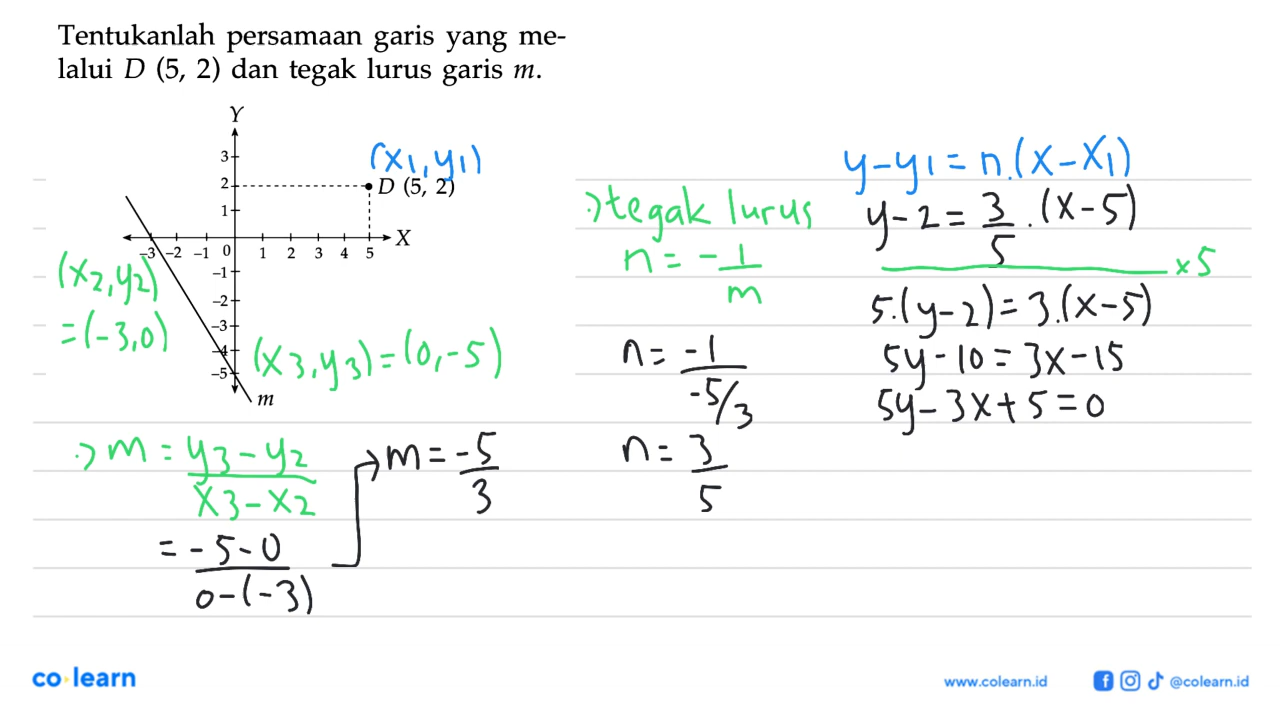 Tentukanlah persamaan garis yang me-
lalui D (5, 2) dan tegak lurus garis m.
Y
3
2
1
D (5, 2)
(x1, y1)
X
-3 -2 -1 0 1 2 3 4 5
-1
-2
-3
-4
-5
m
(x2, y2)
= (-3, 0)
(x3, y3) = (0, -5)
∴> m = y3 - y2
x3 - x2
= -5 - 0
0 - (-3)
m = -5
3
∴> tegak lurus
n = - 1
m
n = -1
-5/3
n = 3
5
y - y1 = n. (x - x1)
y - 2 = 3 . (x - 5)
5
x 5
5.(y - 2) = 3.(x - 5)
5y - 10 = 3x - 15
5y - 3x + 5 = 0
co learn
www.colearn.id
@colearn.id